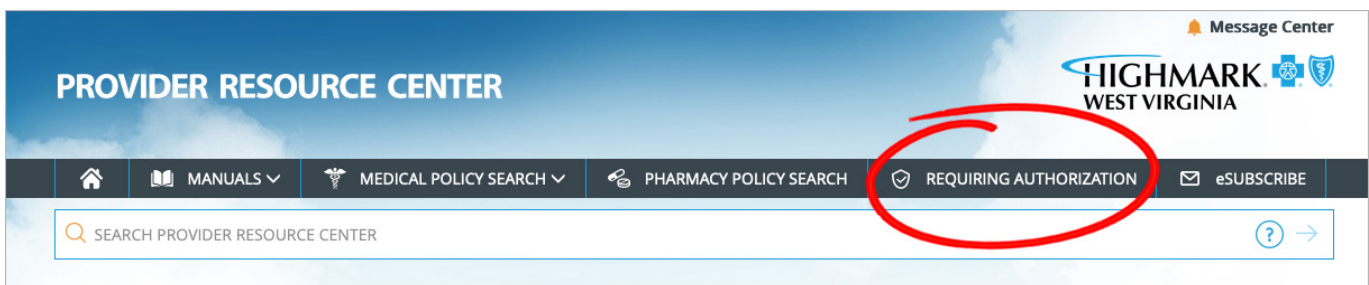 Message Center
PROVIDER RESOURCE CENTER
HIGHMARK.
WEST VIRGINIA
MANUALS
MEDICAL POLICY SEARCH
PHARMACY POLICY SEARCH
REQUIRING AUTHORIZATION
eSUBSCRIBE
SEARCH PROVIDER RESOURCE CENTER
?